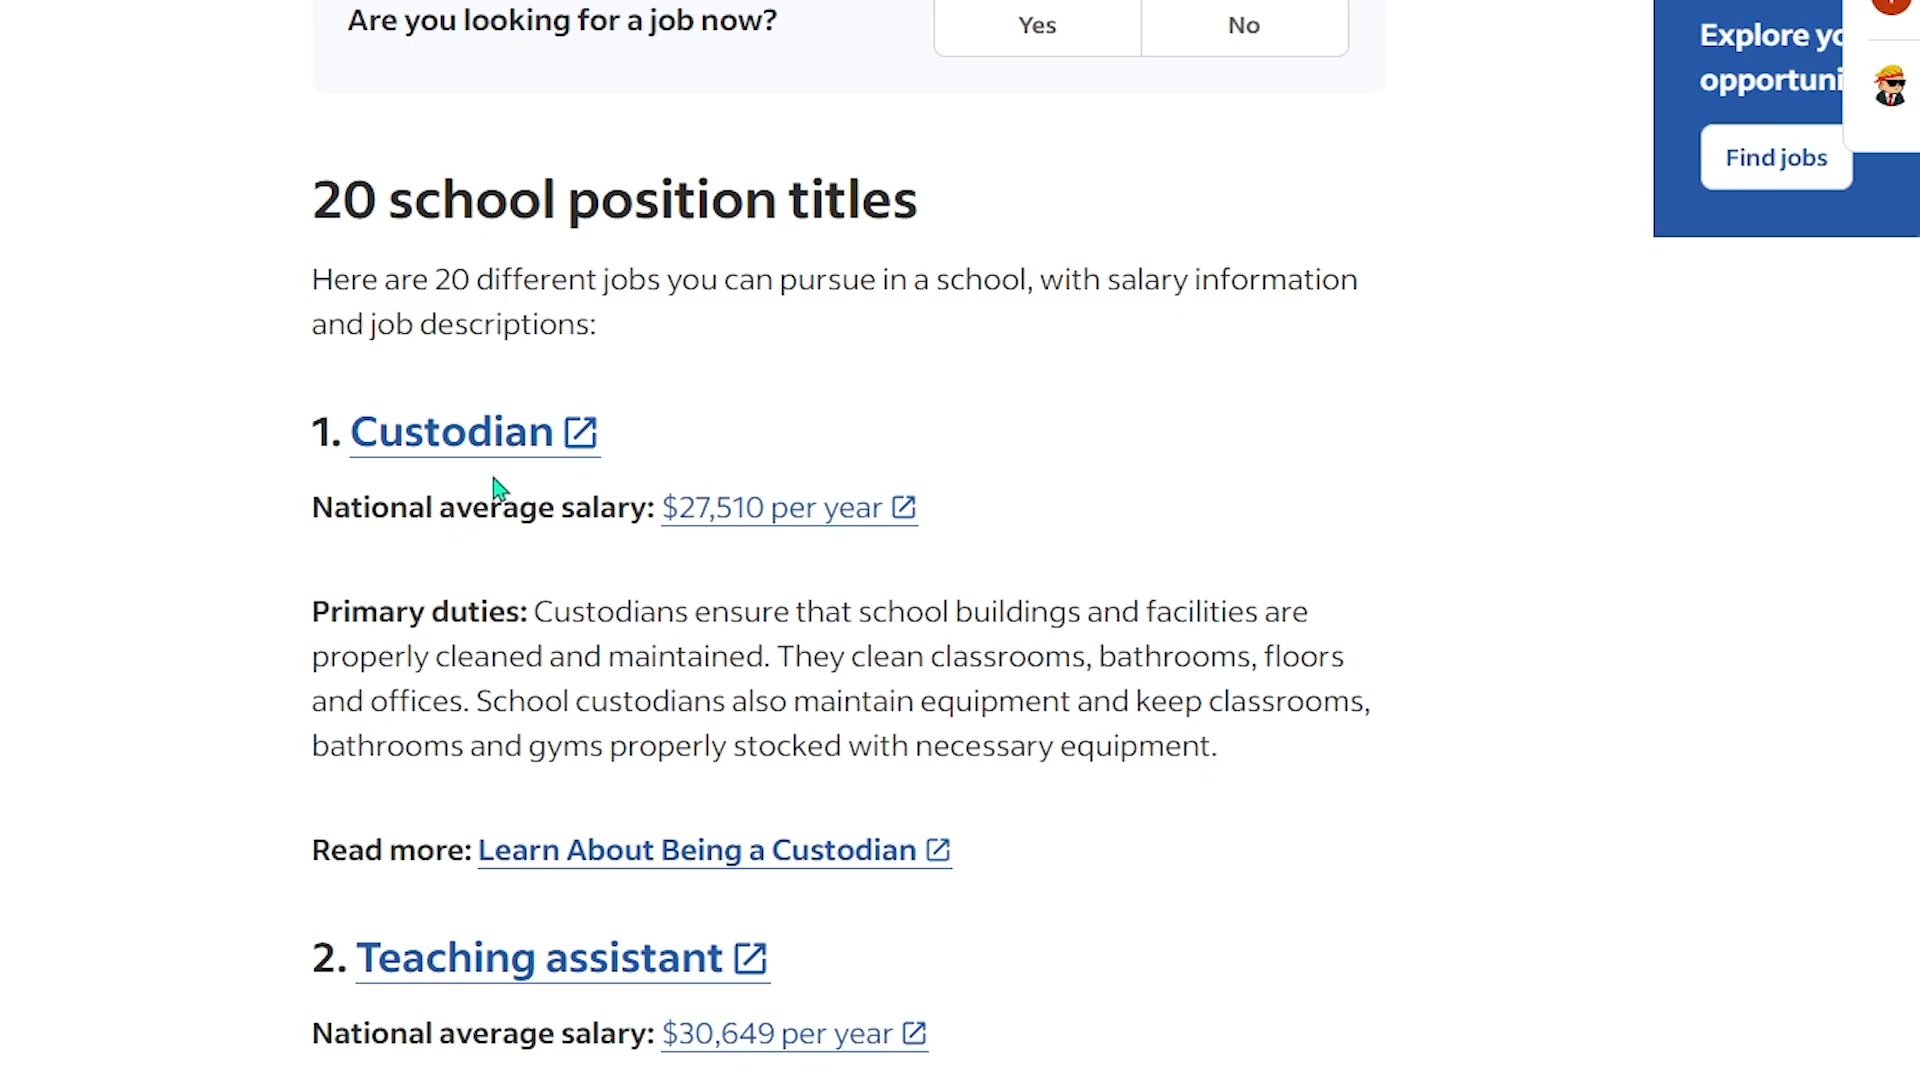 Are you looking for a job now?
Yes
No
Explore
opportuni
Find jobs
20 school position titles
Here are 20 different jobs you can pursue in a school, with salary information
and job descriptions:
1. Custodian
National average salary: $27,510 per year
Primary duties: Custodians ensure that school buildings and facilities are
properly cleaned and maintained. They clean classrooms, bathrooms, floors
and offices. School custodians also maintain equipment and keep classrooms,
bathrooms and gyms properly stocked with necessary equipment.
Read more: Learn About Being a Custodian
2. Teaching assistant
National average salary: $30,649 per year